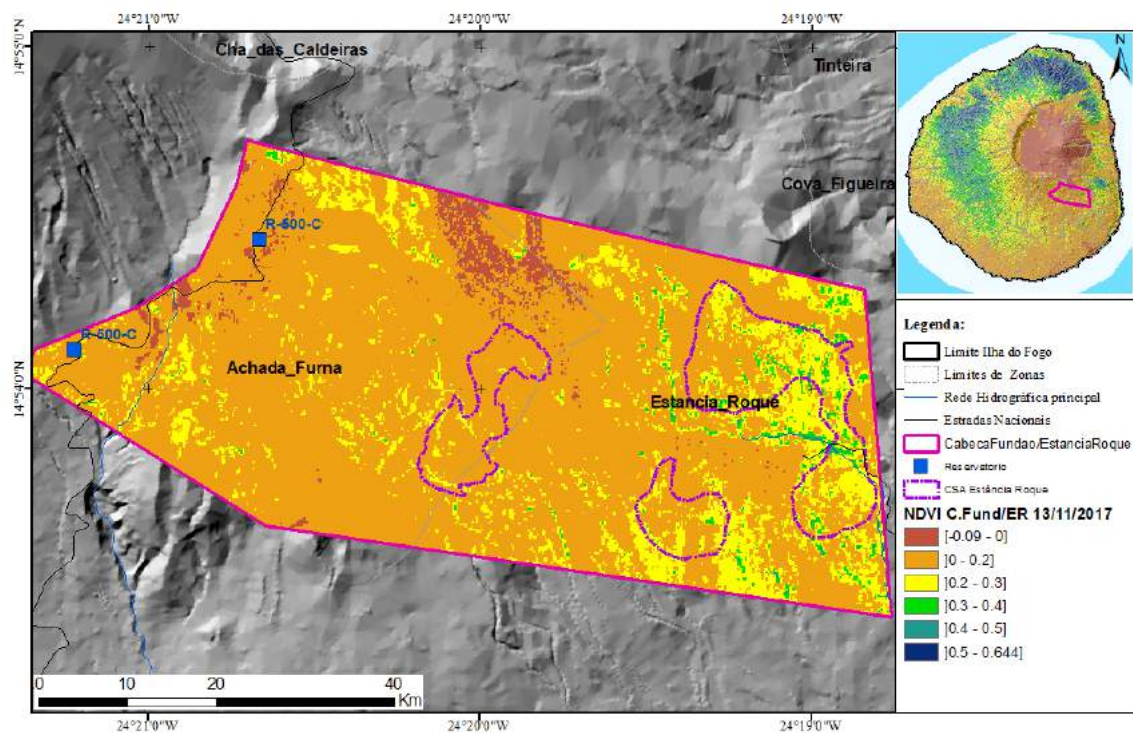 24°21'0"W
24°20'0"W
24°19'0"W
14°55'0"N
Cha_das_Caldeiras
Tinteira
N
Cova_Figueira
R-500-C
R-500-C
Achada_Furna
14°54'0"N
Estancia_Roque
Legenda:
Limite Ilha do Fogo
Limites de Zonas
Rede Hidrográfica principal
Estradas Nacionais
CabecaFundao/EstanciaRoque
Reservatorio
CSA Estância Roque
NDVI C.Fund/ER 13/11/2017
[-0.09 - 0]
]0 - 0.2]
]0.2 - 0.3]
]0.3 - 0.4]
]0.4 - 0.5]
]0.5 - 0.644]
0 10 20 40
Km
24°21'0"W
24°20'0"W
24°19'0"W